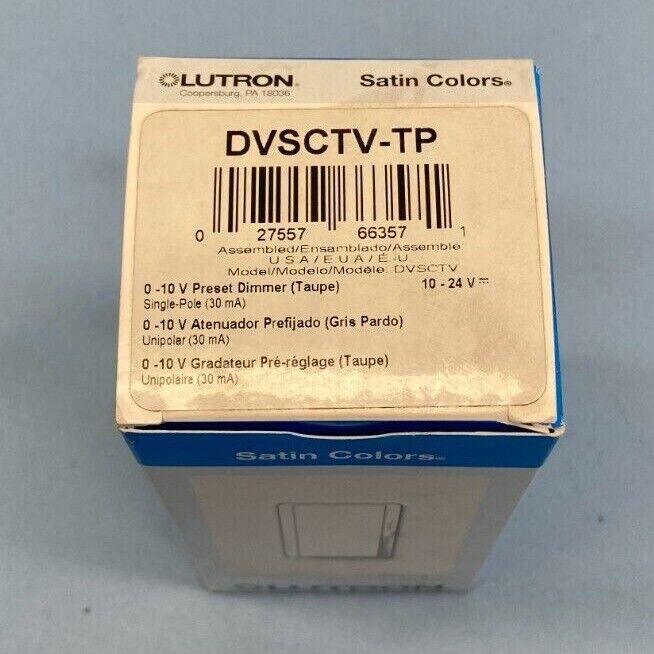 LUTRON® Satin Colors®
Coopersburg, PA 18036
DVSCTV-TP
0 27557 66357 1
Assembled/Ensamblado/Assemblé
U S A / E U A / É -U
Model/Modelo/Modèle: DVSCTV
0 -10 V Preset Dimmer (Taupe) 10 - 24 V
Single-Pole (30 mA)
0 -10 V Atenuador Prefijado (Gris Pardo)
Unipolar (30 mA)
0 -10 V Gradateur Pré-réglage (Taupe)
Unipolaire (30 mA)
Satin Colors®